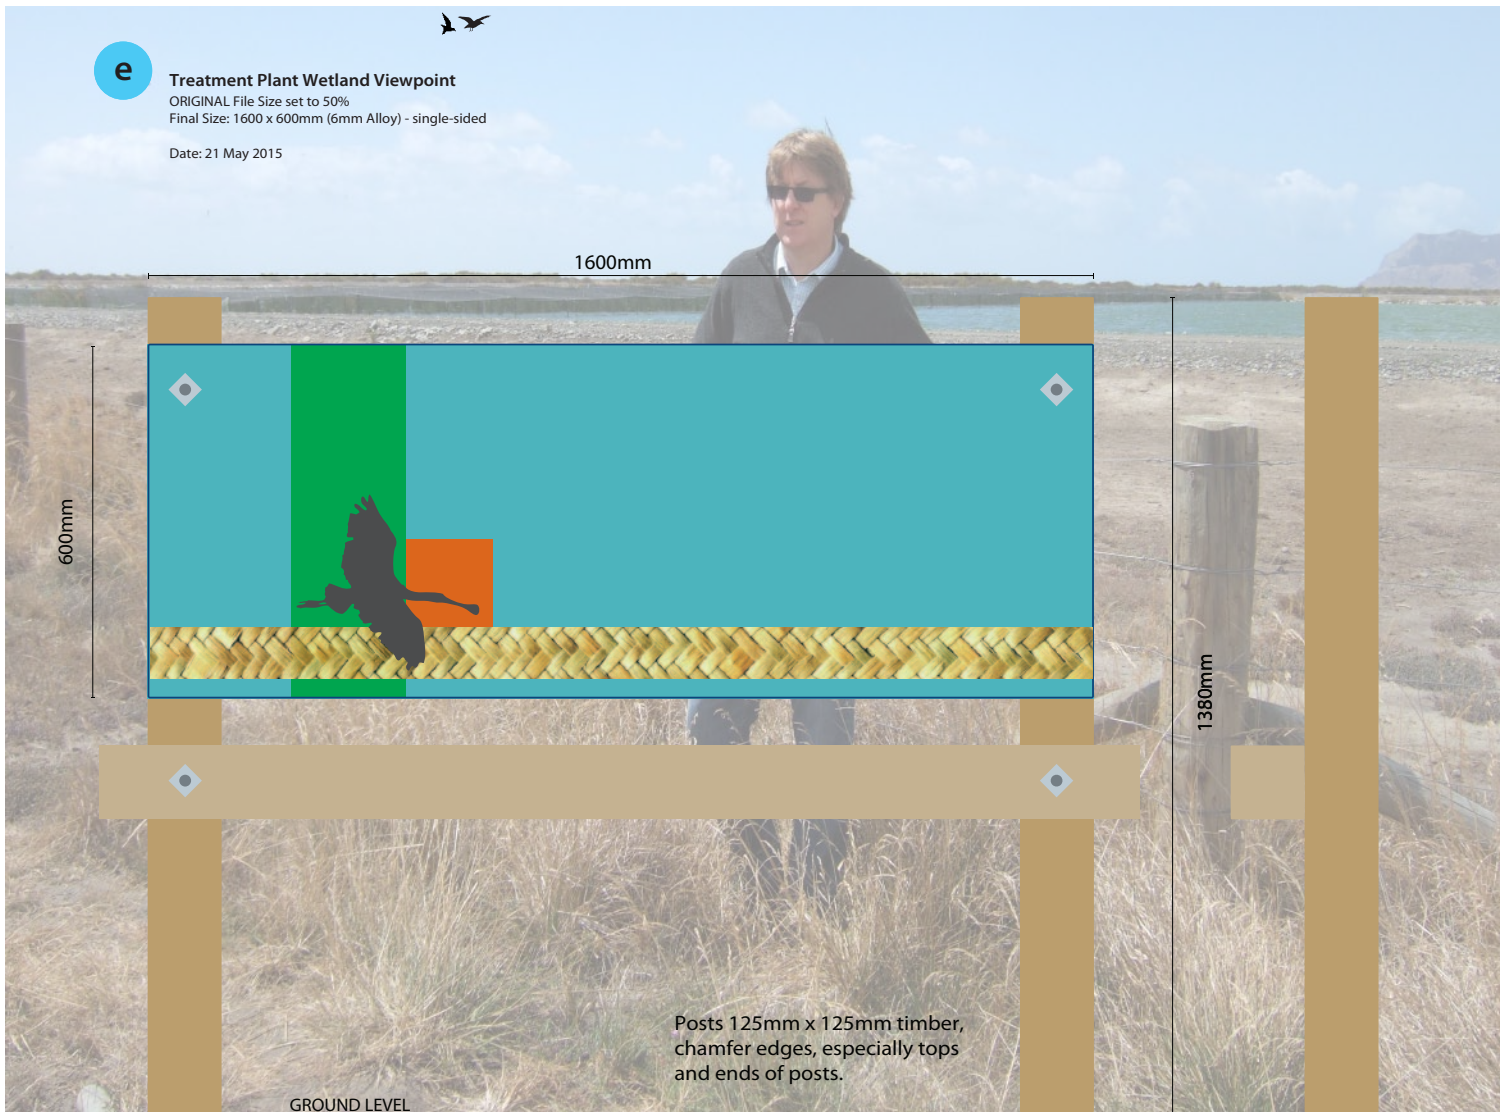 e
Treatment Plant Wetland Viewpoint
ORIGINAL File Size set to 50%
Final Size: 1600 x 600mm (6mm Alloy) - single-sided
Date: 21 May 2015
1600mm
600mm
1380mm
Posts 125mm x 125mm timber,
chamfer edges, especially tops
and ends of posts.
GROUND LEVEL